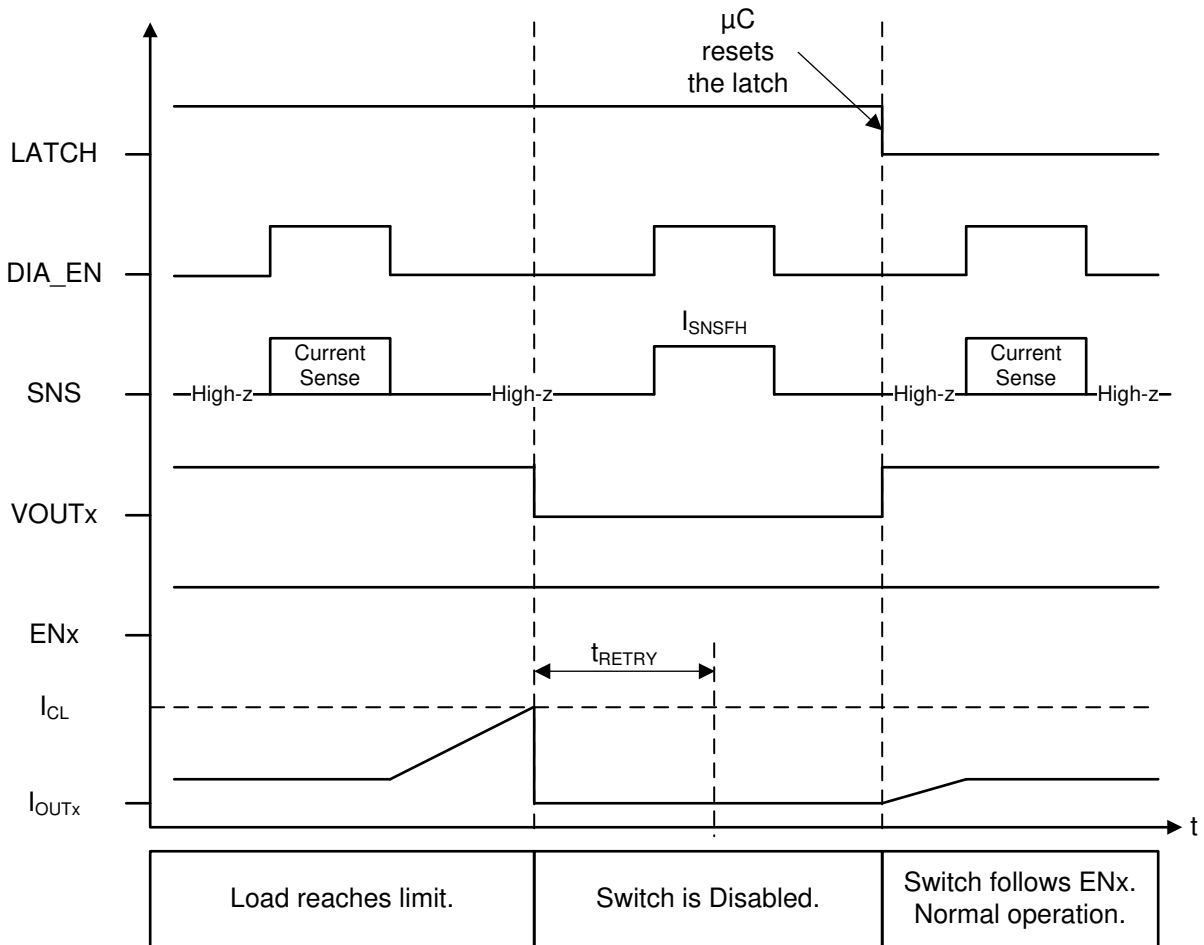 µC
resets
the latch
LATCH
DIA_EN
I_SNSFH
Current
Sense
Current
Sense
SNS
High-z
High-z
High-z
High-z
VOUTx
ENx
t_RETRY
I_CL
I_OUTx
t
Load reaches limit.
Switch is Disabled.
Switch follows ENx.
Normal operation.